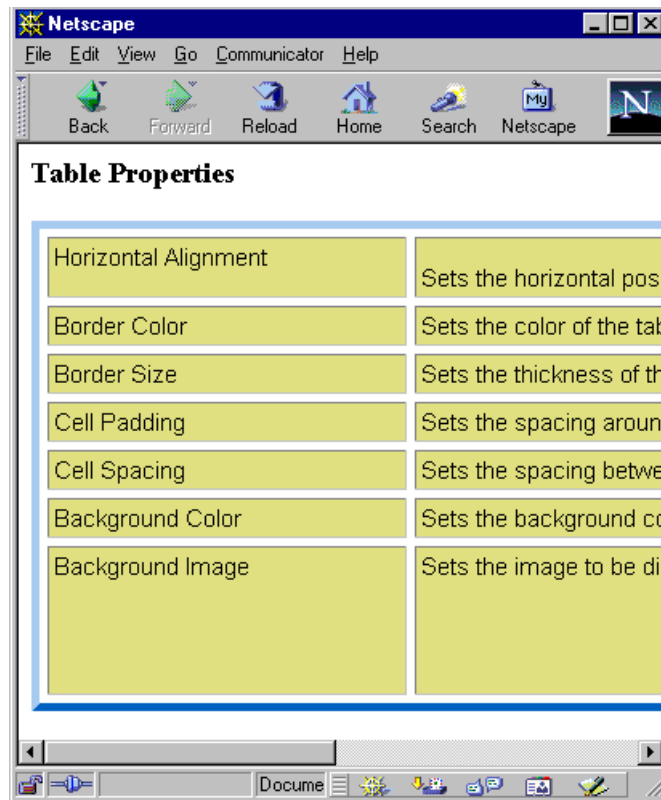 Netscape
File Edit View Go Communicator Help
My N
Back Forward Reload Home Search Netscape
Table Properties
Horizontal Alignment
Sets the horizontal pos
Border Color Sets the color of the tab
Border Size Sets the thickness of th
Cell Padding Sets the spacing aroun
Cell Spacing Sets the spacing betwe
Background Color Sets the background co
Background Image Sets the image to be di
Docume